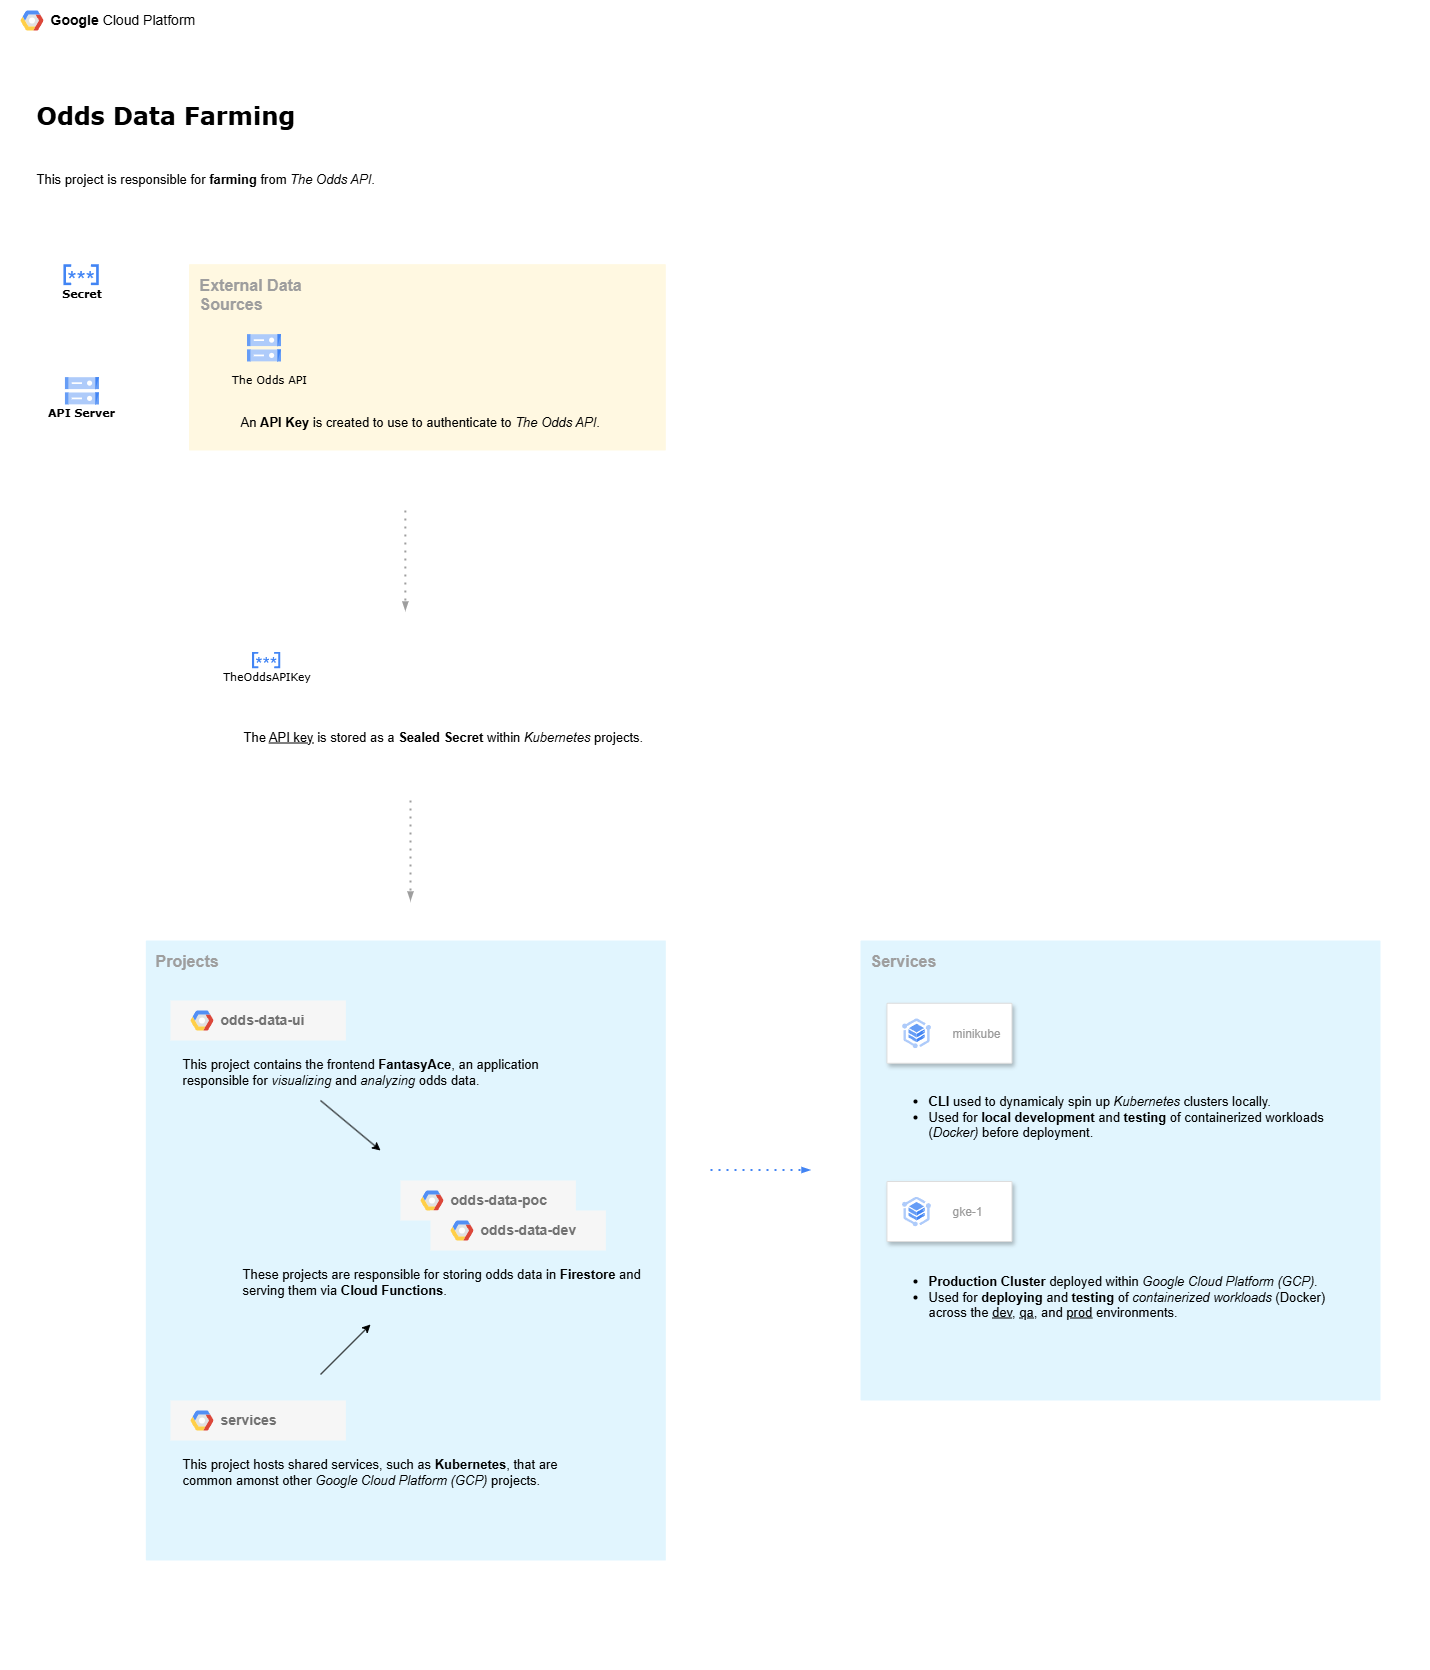 Google Cloud Platform
Odds Data Farming
This project is responsible for farming from The Odds API.
Secret
API Server
External Data
Sources
The Odds API
An API Key is created to use to authenticate to The Odds API.
TheOddsAPIKey
The API key is stored as a Sealed Secret within Kubernetes projects.
Projects
odds-data-ui
This project contains the frontend FantasyAce, an application
responsible for visualizing and analyzing odds data.
odds-data-poc
odds-data-dev
These projects are responsible for storing odds data in Firestore and
serving them via Cloud Functions.
services
This project hosts shared services, such as Kubernetes, that are
common amonst other Google Cloud Platform (GCP) projects.
Services
minikube
• CLI used to dynamicaly spin up Kubernetes clusters locally.
• Used for local development and testing of containerized workloads
(Docker) before deployment.
gke-1
• Production Cluster deployed within Google Cloud Platform (GCP).
• Used for deploying and testing of containerized workloads (Docker)
across the dev, qa, and prod environments.